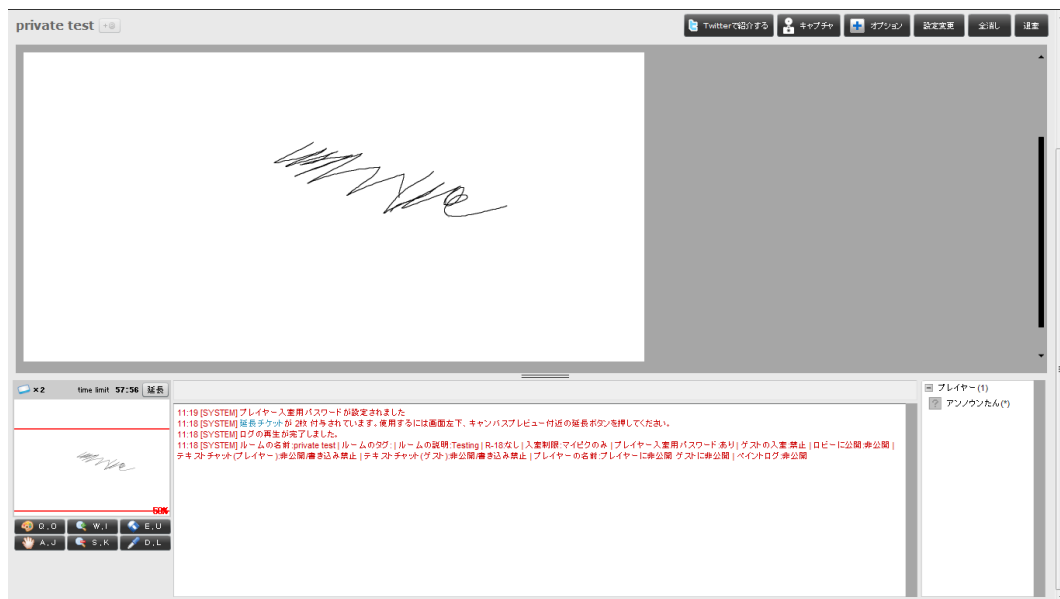 private test
Twitterで紹介する キャプチャ オプション 設定変更 全消し 退室
×2 time limit 57:56 延長
50%
Q,O W,I E,U
A,J S,K D,L
11:19 [SYSTEM] プレイヤー入室用パスワードが設定されました
11:18 [SYSTEM] 延長チケットが 2枚 付与されています。使用するには画面左下、キャンバスプレビュー付近の延長ボタンを押してください。
11:18 [SYSTEM] ログの再生が完了しました。
11:18 [SYSTEM] ルームの名前:private test | ルームのタグ: | ルームの説明:Testing | R-18:なし | 入室制限:マイピクのみ | プレイヤー入室用パスワード:あり | ゲストの入室:禁止 | ロビーに公開:非公開 |
テキストチャット(プレイヤー):非公開/書き込み禁止 | テキストチャット(ゲスト):非公開/書き込み禁止 | プレイヤーの名前:プレイヤーに非公開 ゲストに非公開 | ペイントログ:非公開
プレイヤー(1)
アンノウンたん(*)